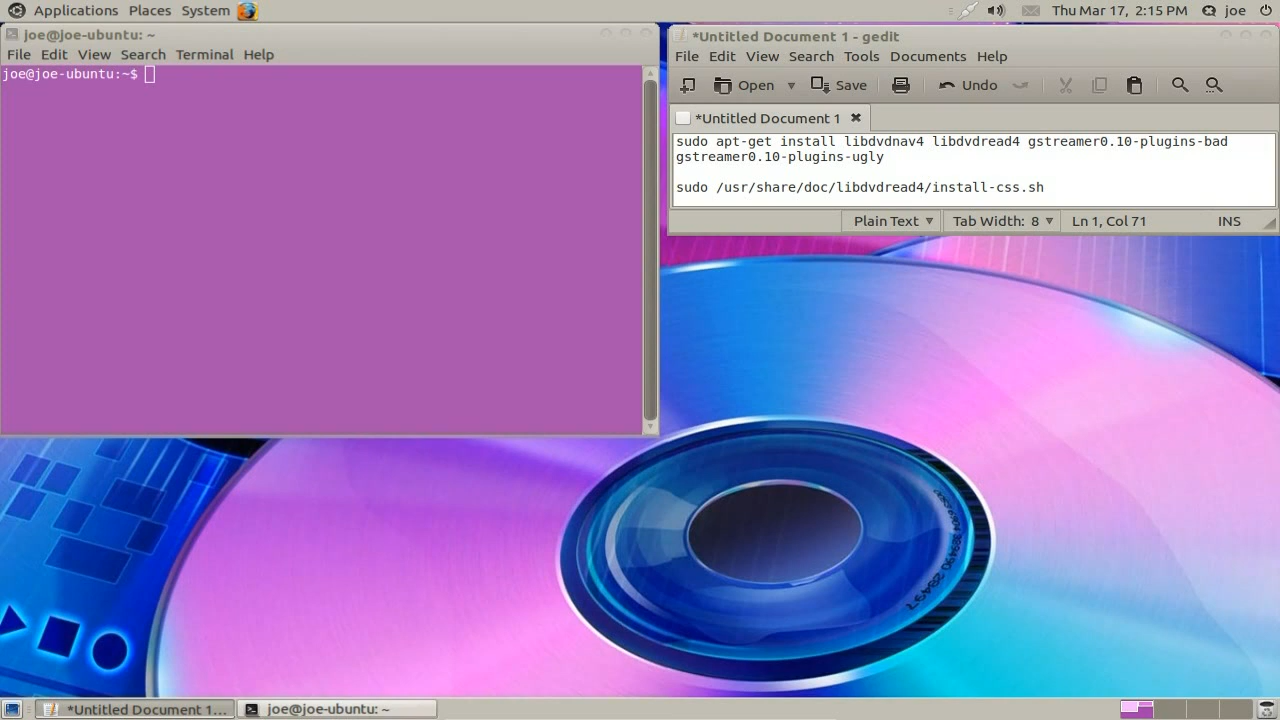 Applications Places System
Thu Mar 17, 2:15 PM joe
joe@joe-ubuntu: ~
File Edit View Search Terminal Help
joe@joe-ubuntu:~$
*Untitled Document 1 - gedit
File Edit View Search Tools Documents Help
Open Save Undo
*Untitled Document 1
sudo apt-get install libdvdnav4 libdvdread4 gstreamer0.10-plugins-bad
gstreamer0.10-plugins-ugly
sudo /usr/share/doc/libdvdread4/install-css.sh
Plain Text Tab Width: 8 Ln 1, Col 71 INS
*Untitled Document 1...
joe@joe-ubuntu: ~